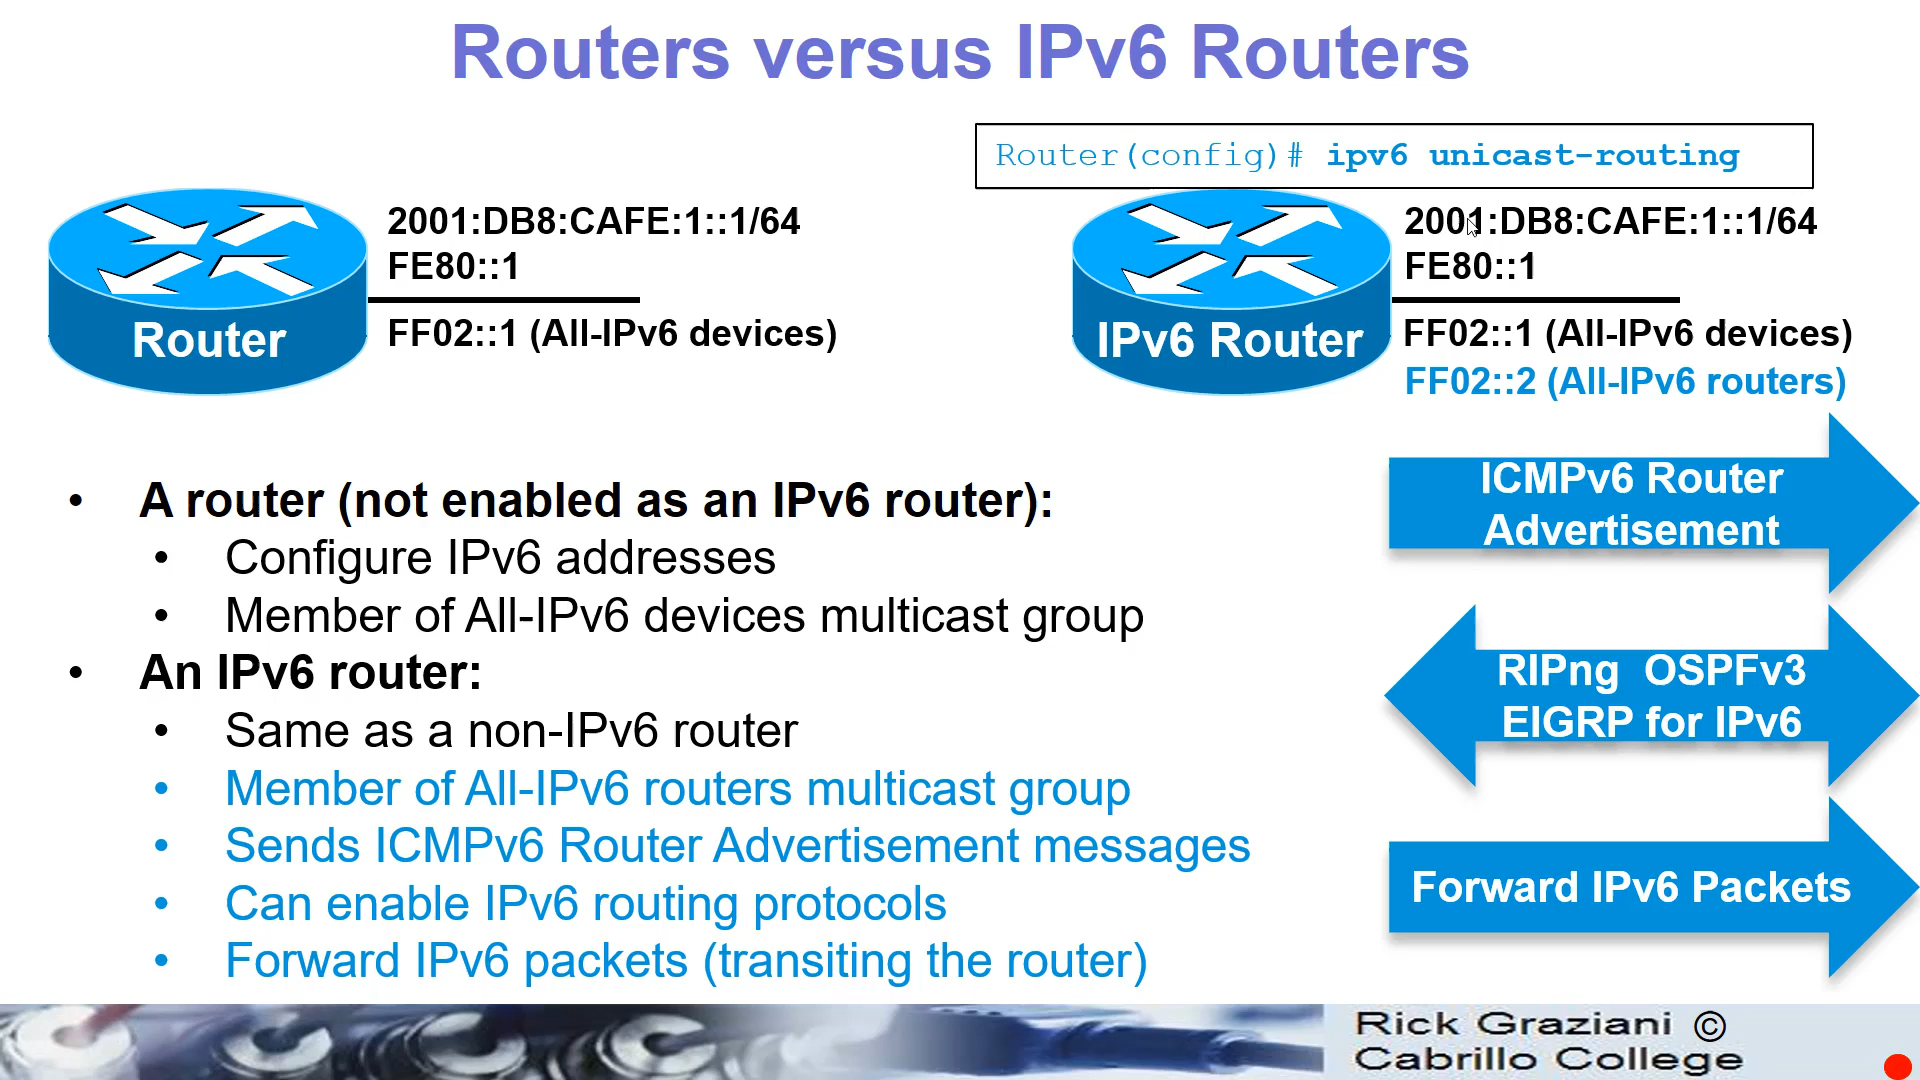 Routers versus IPv6 Routers
Router(config)# ipv6 unicast-routing
2001:DB8:CAFE:1::1/64
FE80::1
Router
FF02::1 (All-IPv6 devices)
2001:DB8:CAFE:1::1/64
FE80::1
IPv6 Router
FF02::1 (All-IPv6 devices)
FF02::2 (All-IPv6 routers)
• A router (not enabled as an IPv6 router):
• Configure IPv6 addresses
• Member of All-IPv6 devices multicast group
• An IPv6 router:
• Same as a non-IPv6 router
• Member of All-IPv6 routers multicast group
• Sends ICMPv6 Router Advertisement messages
• Can enable IPv6 routing protocols
• Forward IPv6 packets (transiting the router)
ICMPv6 Router
Advertisement
RIPng OSPFv3
EIGRP for IPv6
Forward IPv6 Packets
Rick Graziani ©
Cabrillo College